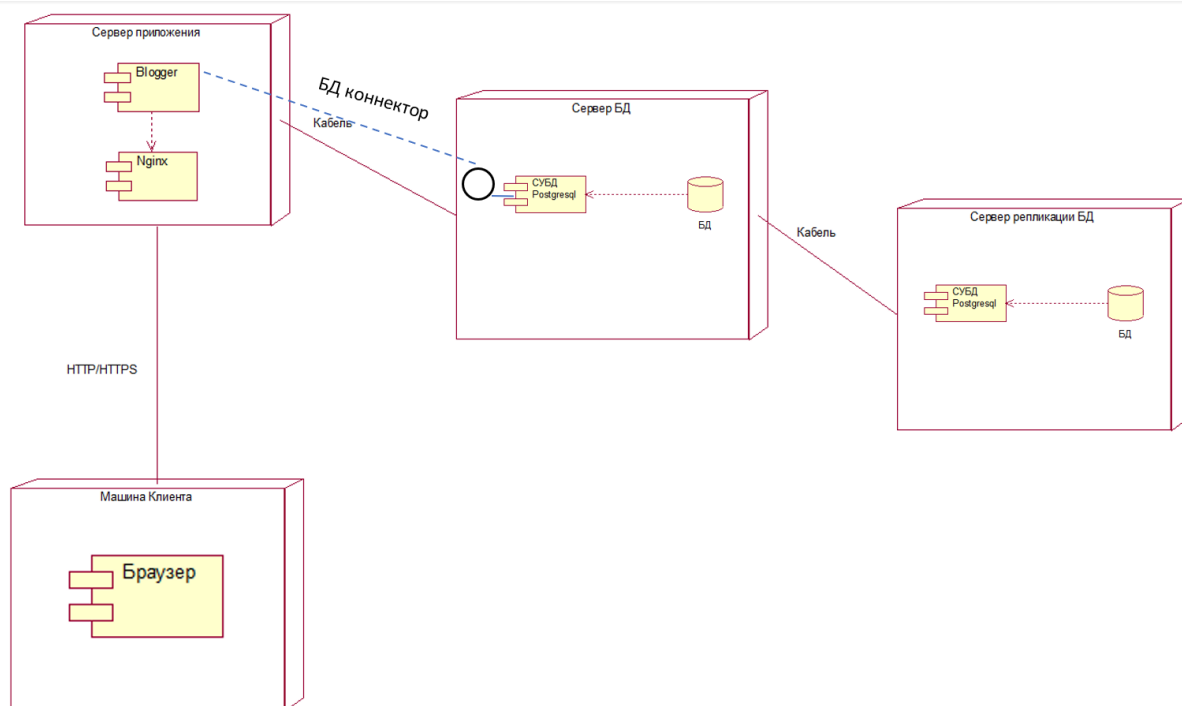 Сервер приложения
Blogger
Nginx
БД коннектор
Кабель
Сервер БД
СУБД
Postgresql
БД
Кабель
Сервер репликации БД
СУБД
Postgresql
БД
HTTP/HTTPS
Машина Клиента
Браузер